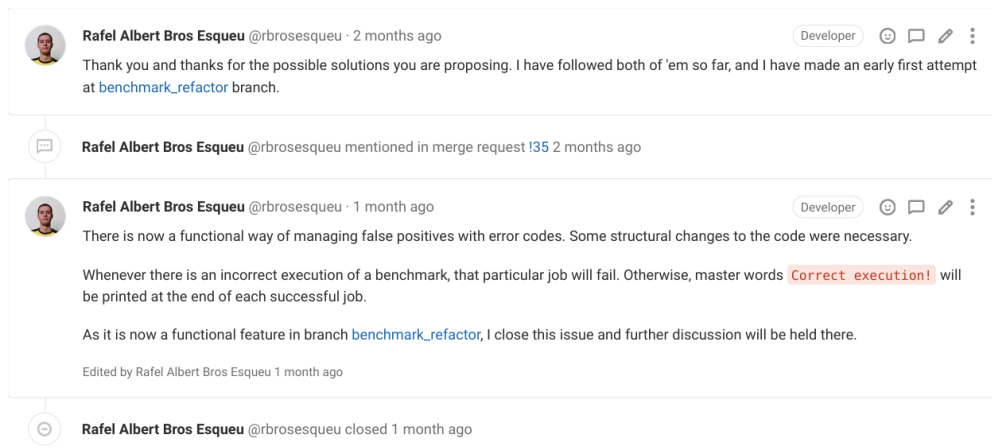 Rafel Albert Bros Esqueu @rbrosesqueu · 2 months ago Developer
Thank you and thanks for the possible solutions you are proposing. I have followed both of 'em so far, and I have made an early first attempt
at benchmark_refactor branch.
Rafel Albert Bros Esqueu @rbrosesqueu mentioned in merge request !35 2 months ago
Rafel Albert Bros Esqueu @rbrosesqueu · 1 month ago Developer
There is now a functional way of managing false positives with error codes. Some structural changes to the code were necessary.
Whenever there is an incorrect execution of a benchmark, that particular job will fail. Otherwise, master words Correct execution! will
be printed at the end of each successful job.
As it is now a functional feature in branch benchmark_refactor, I close this issue and further discussion will be held there.
Edited by Rafel Albert Bros Esqueu 1 month ago
Rafel Albert Bros Esqueu @rbrosesqueu closed 1 month ago